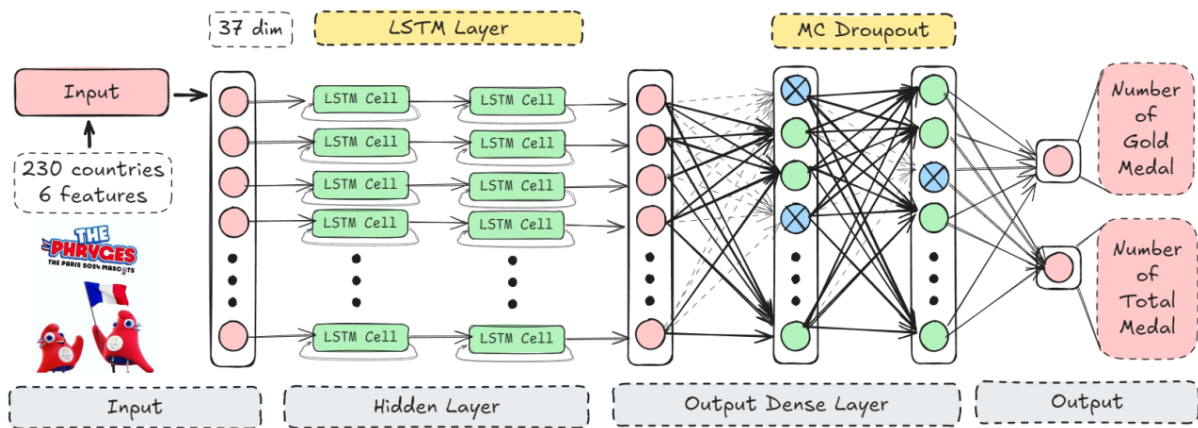 37 dim
LSTM Layer
MC Droupout
Input
230 countries
6 features
THE
PHRYGES
THE PARIS 2024 MASCOTS
LSTM Cell
LSTM Cell
LSTM Cell
LSTM Cell
LSTM Cell
LSTM Cell
LSTM Cell
LSTM Cell
LSTM Cell
LSTM Cell
Number
of
Gold
Medal
Number
of
Total
Medal
Input
Hidden Layer
Output Dense Layer
Output